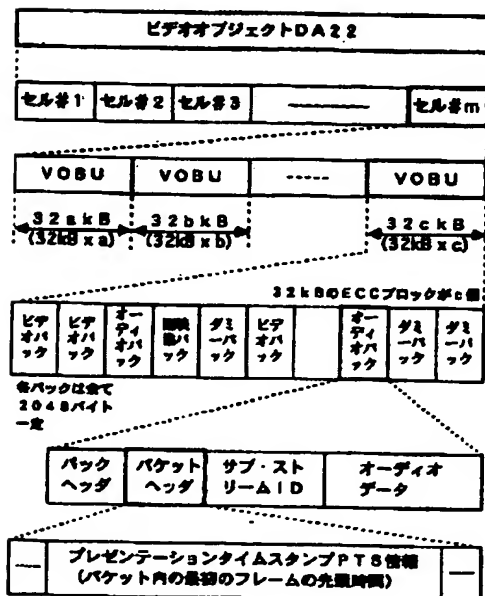 ビデオオブジェクトDA22
セル#1 セル#2 セル#3 セル#m
VOBU VOBU ----- VOBU
32akB 32bkB 32ckB
(32kB x a) (32kB x b) (32kB x c)
32kBのECCブロックがc個
ビデオパック ビデオパック オーディオパック 副映像パック ダミーパック ビデオパック オーディオパック ダミーパック ダミーパック
各パックは全て
2048バイト
一定
パックヘッダ パケットヘッダ サブ・ストリームID オーディオデータ
プレゼンテーションタイムスタンプPTS情報
(パケット内の最初のフレームの先頭時間)